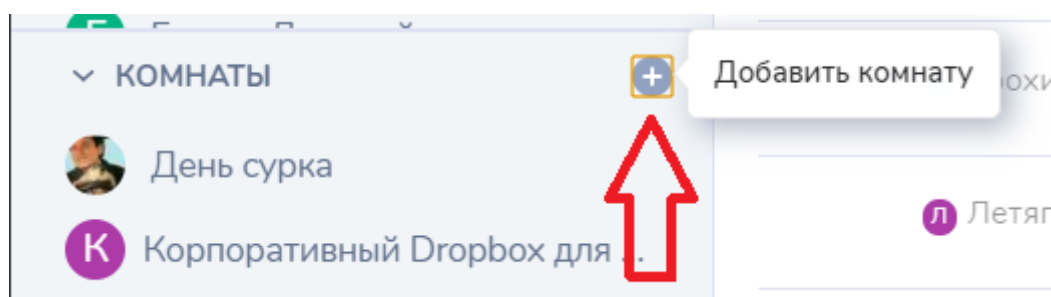 КОМНАТЫ
Добавить комнату
День сурка
Л Летяг
К Корпоративный Dropbox для ...